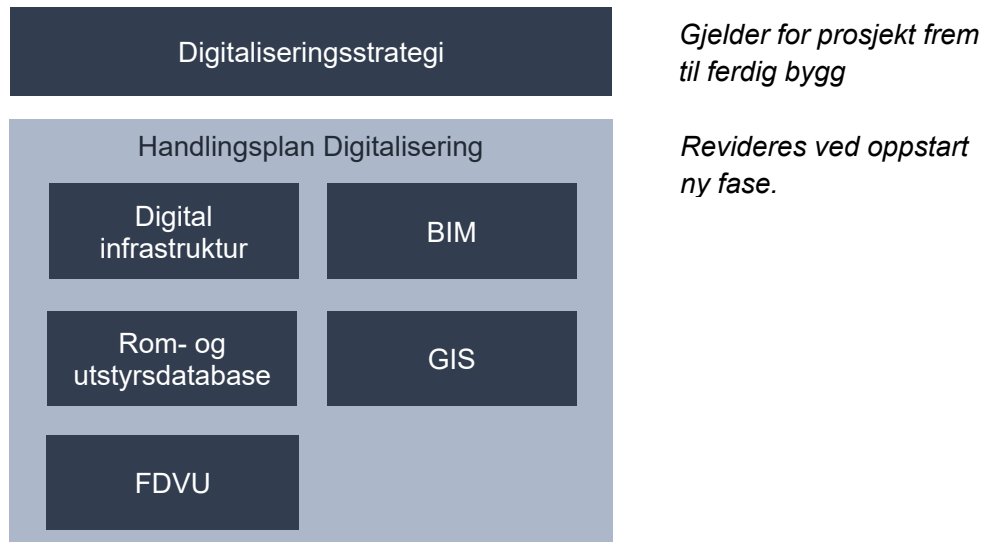 Digitaliseringsstrategi
Gjelder for prosjekt frem
til ferdig bygg
Handlingsplan Digitalisering
Revideres ved oppstart
ny fase.
Digital
infrastruktur
BIM
Rom- og
utstyrsdatabase
GIS
FDVU